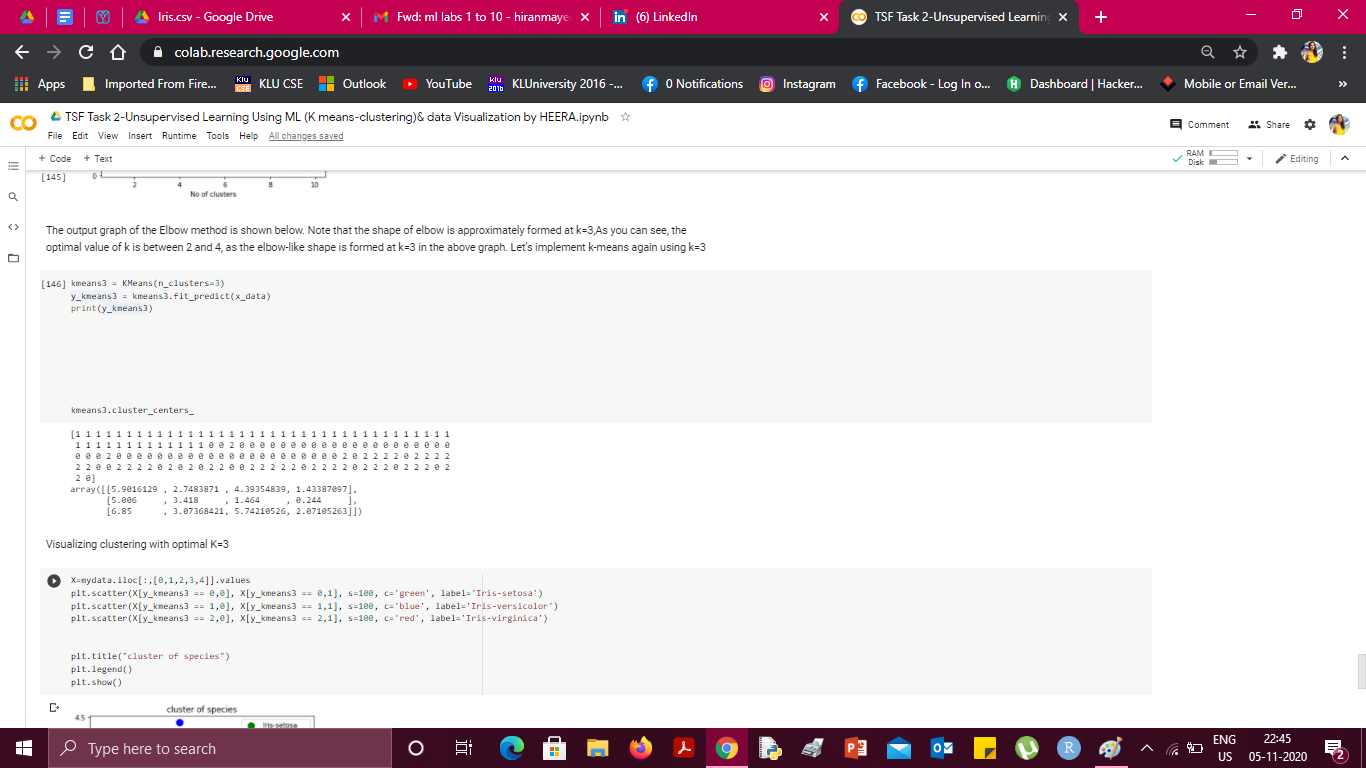 Iris.csv - Google Drive
Fwd: ml labs 1 to 10 - hiranmaye
(6) LinkedIn
TSF Task 2-Unsupervised Learnin
colab.research.google.com
Apps Imported From Fire... KLU CSE KLU CSE Outlook YouTube klu 2016 KLUniversity 2016 -... 0 Notifications Instagram Facebook - Log In o... H Dashboard | Hacker... Mobile or Email Ver... »
TSF Task 2-Unsupervised Learning Using ML (K means-clustering)& data Visualization by HEERA.ipynb
File Edit View Insert Runtime Tools Help All changes saved
Comment Share
+ Code + Text
RAM
Disk
Editing
[145]
0
2 4 6 8 10
No of clusters
The output graph of the Elbow method is shown below. Note that the shape of elbow is approximately formed at k=3,As you can see, the
optimal value of k is between 2 and 4, as the elbow-like shape is formed at k=3 in the above graph. Let's implement k-means again using k=3
[146] kmeans3 = KMeans(n_clusters=3)
y_kmeans3 = kmeans3.fit_predict(x_data)
print(y_kmeans3)
kmeans3.cluster_centers_
[1 1 1 1 1 1 1 1 1 1 1 1 1 1 1 1 1 1 1 1 1 1 1 1 1 1 1 1 1 1 1 1 1 1 1 1 1
1 1 1 1 1 1 1 1 1 1 1 1 1 0 0 2 0 0 0 0 0 0 0 0 0 0 0 0 0 0 0 0 0 0 0 0 0
0 0 0 2 0 0 0 0 0 0 0 0 0 0 0 0 0 0 0 0 0 0 0 0 0 0 2 0 2 2 2 2 0 2 2 2 2
2 2 0 0 2 2 2 2 0 2 0 2 0 2 2 0 0 2 2 2 2 2 0 2 2 2 2 0 2 2 2 0 2 2 2 0 2
2 0]
array([[5.9016129 , 2.7483871 , 4.39354839, 1.43387097],
[5.006 , 3.418 , 1.464 , 0.244 ],
[6.85 , 3.07368421, 5.74210526, 2.07105263]])
Visualizing clustering with optimal K=3
X=mydata.iloc[:,[0,1,2,3,4]].values
plt.scatter(X[y_kmeans3 == 0,0], X[y_kmeans3 == 0,1], s=100, c='green', label='Iris-setosa')
plt.scatter(X[y_kmeans3 == 1,0], X[y_kmeans3 == 1,1], s=100, c='blue', label='Iris-versicolor')
plt.scatter(X[y_kmeans3 == 2,0], X[y_kmeans3 == 2,1], s=100, c='red', label='Iris-virginica')
plt.title("cluster of species")
plt.legend()
plt.show()
cluster of species
4.5
Iris-setosa
Type here to search
ENG
US
22:45
05-11-2020
2